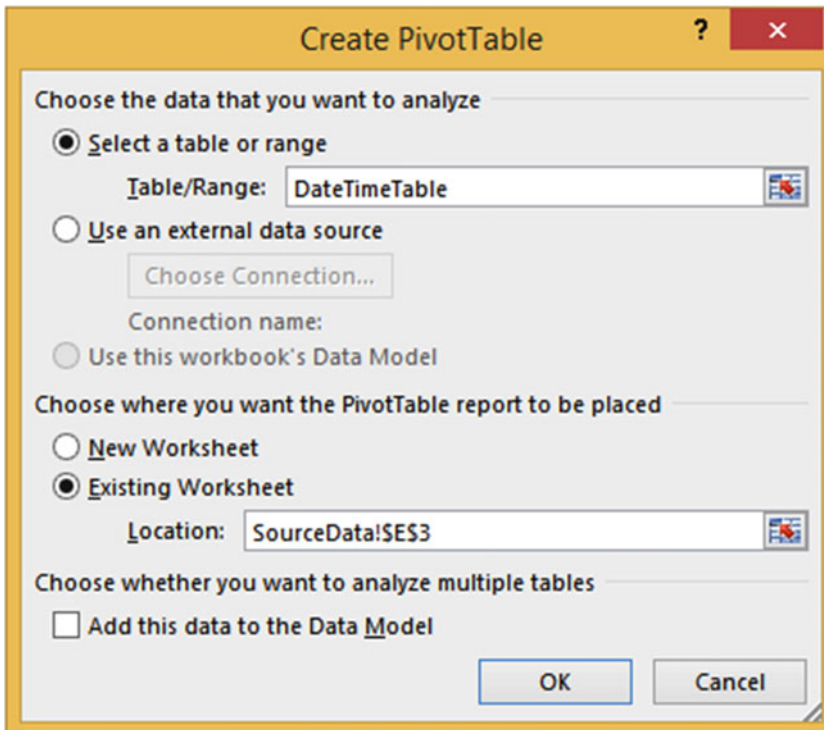 Create PivotTable
?
Choose the data that you want to analyze
Select a table or range
Table/Range: DateTimeTable
Use an external data source
Choose Connection...
Connection name:
Use this workbook's Data Model
Choose where you want the PivotTable report to be placed
New Worksheet
Existing Worksheet
Location: SourceData!$E$3
Choose whether you want to analyze multiple tables
Add this data to the Data Model
OK Cancel